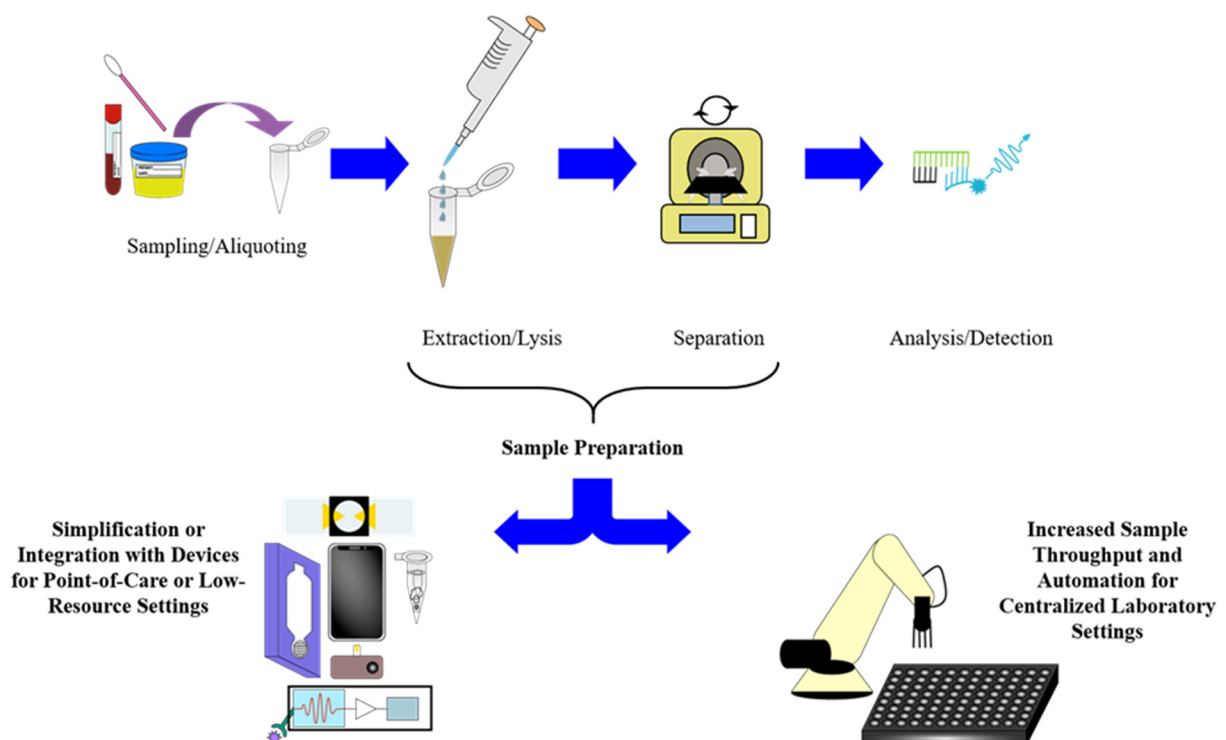 Sampling/Aliquoting
Extraction/Lysis
Separation
Analysis/Detection
Sample Preparation
Simplification or
Integration with Devices
for Point-of-Care or Low-
Resource Settings
Increased Sample
Throughput and
Automation for
Centralized Laboratory
Settings